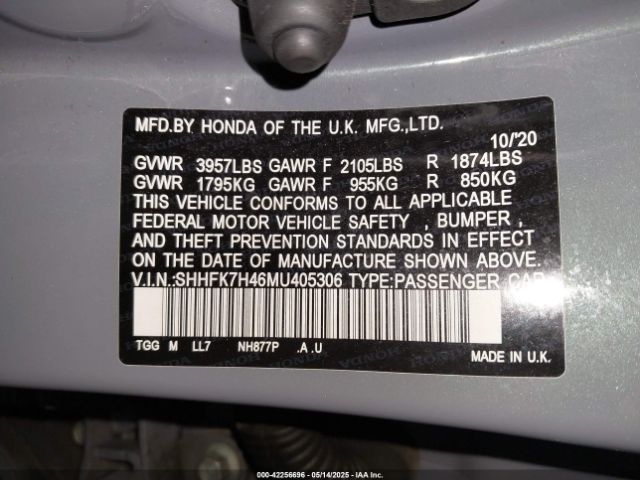 MFD.BY HONDA OF THE U.K. MFG.,LTD.
10/'20
GVWR 3957LBS GAWR F 2105LBS R 1874LBS
GVWR 1795KG GAWR F 955KG R 850KG
THIS VEHICLE CONFORMS TO ALL APPLICABLE
FEDERAL MOTOR VEHICLE SAFETY , BUMPER ,
AND THEFT PREVENTION STANDARDS IN EFFECT
ON THE DATE OF MANUFACTURE SHOWN ABOVE.
V.I.N.:SHHFK7H46MU405306 TYPE:PASSENGER CAR
TGG M LL7 NH877P .A .U
MADE IN U.K.
000-42256696 - 05/14/2025 - IAA Inc.